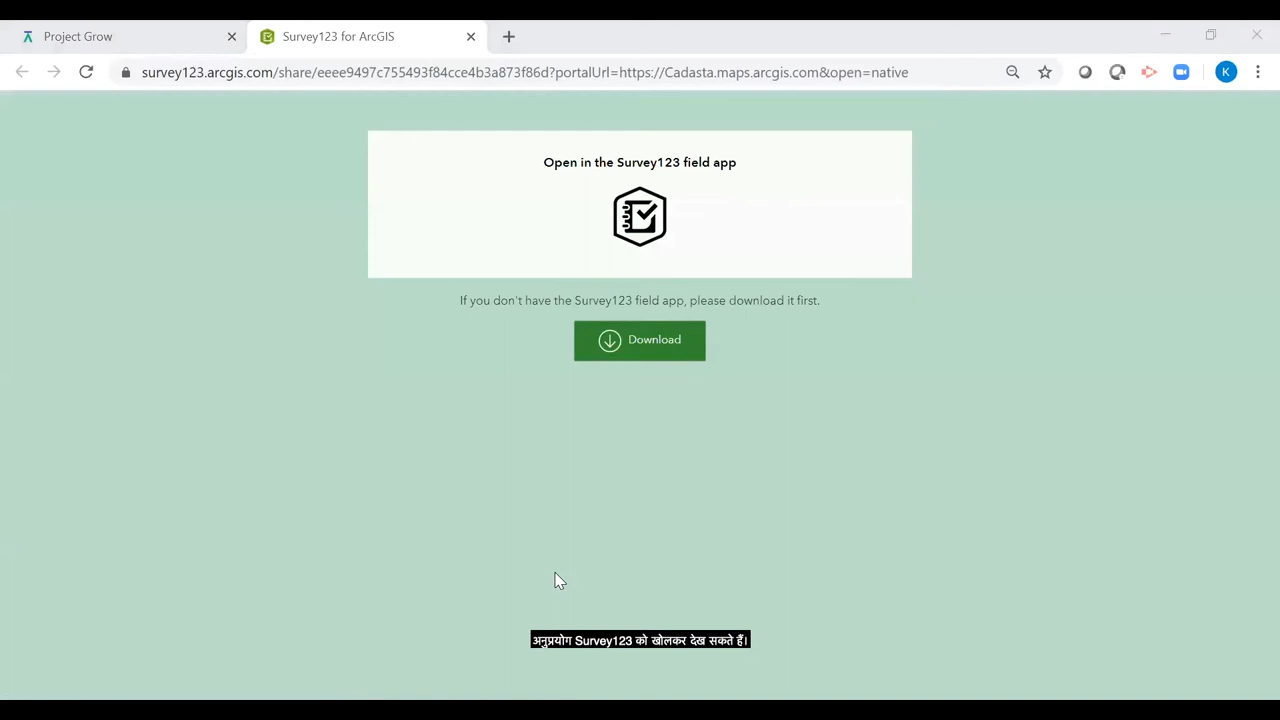 Project Grow
Survey123 for ArcGIS
survey123.arcgis.com/share/eeee9497c755493f84cce4b3a873f86d?portalUrl=https://Cadasta.maps.arcgis.com&open=native
K
Open in the Survey123 field app
If you don't have the Survey123 field app, please download it first.
Download
अनुप्रयोग Survey123 को खोलकर देख सकते हैं।